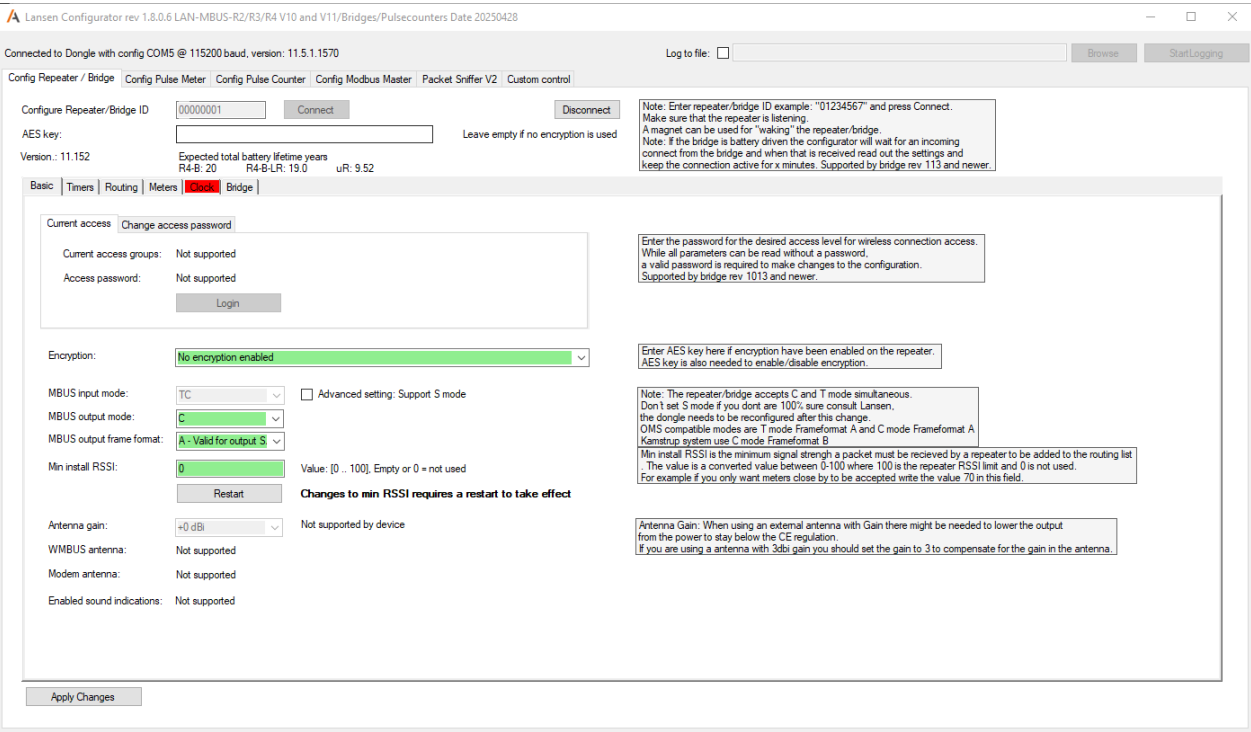 Lansen Configurator rev 1.8.0.6 LAN-MBUS-R2/R3/R4 V10 and V11/Bridges/Pulsecounters Date 20250428
Connected to Dongle with config COM5 @ 115200 baud, version: 11.5.1.1570
Log to file:
Browse
StartLogging
Config Repeater / Bridge
Config Pulse Meter
Config Pulse Counter
Config Modbus Master
Packet Sniffer V2
Custom control
Configure Repeater/Bridge ID
00000001
Connect
Disconnect
AES key:
Leave empty if no encryption is used
Version.: 11.152
Expected total battery lifetime years
R4-B: 20
R4-B-LR: 19.0
uR: 9.52
Note: Enter repeater/bridge ID example: "01234567" and press Connect.
Make sure that the repeater is listening.
A magnet can be used for "waking" the repeater/bridge.
Note: If the bridge is battery driven the configurator will wait for an incoming
connect from the bridge and when that is received read out the settings and
keep the connection active for x minutes. Supported by bridge rev 113 and newer.
Basic
Timers
Routing
Meters
Clock
Bridge
Current access
Change access password
Current access groups:
Not supported
Access password:
Not supported
Login
Enter the password for the desired access level for wireless connection access.
While all parameters can be read without a password,
a valid password is required to make changes to the configuration.
Supported by bridge rev 1013 and newer.
Encryption:
No encryption enabled
Enter AES key here if encryption have been enabled on the repeater.
AES key is also needed to enable/disable encryption.
MBUS input mode:
TC
Advanced setting: Support S mode
MBUS output mode:
C
MBUS output frame format:
A - Valid for output S,
Note: The repeater/bridge accepts C and T mode simultaneous.
Don't set S mode if you dont are 100% sure consult Lansen,
the dongle needs to be reconfigured after this change.
OMS compatible modes are T mode Frameformat A and C mode Frameformat A
Kamstrup system use C mode Frameformat B
Min install RSSI:
0
Value: [0 .. 100], Empty or 0 = not used
Restart
Changes to min RSSI requires a restart to take effect
Min install RSSI is the minimum signal strengh a packet must be recieved by a repeater to be added to the routing list
. The value is a converted value between 0-100 where 100 is the repeater RSSI limit and 0 is not used.
For example if you only want meters close by to be accepted write the value 70 in this field.
Antenna gain:
+0 dBi
Not supported by device
WMBUS antenna:
Not supported
Modem antenna:
Not supported
Enabled sound indications:
Not supported
Antenna Gain: When using an external antenna with Gain there might be needed to lower the output
from the power to stay below the CE regulation.
If you are using a antenna with 3dbi gain you should set the gain to 3 to compensate for the gain in the antenna.
Apply Changes